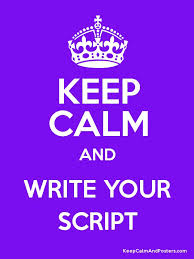 KEEP
CALM
AND
WRITE YOUR
SCRIPT
KeepCalmAndPosters.com